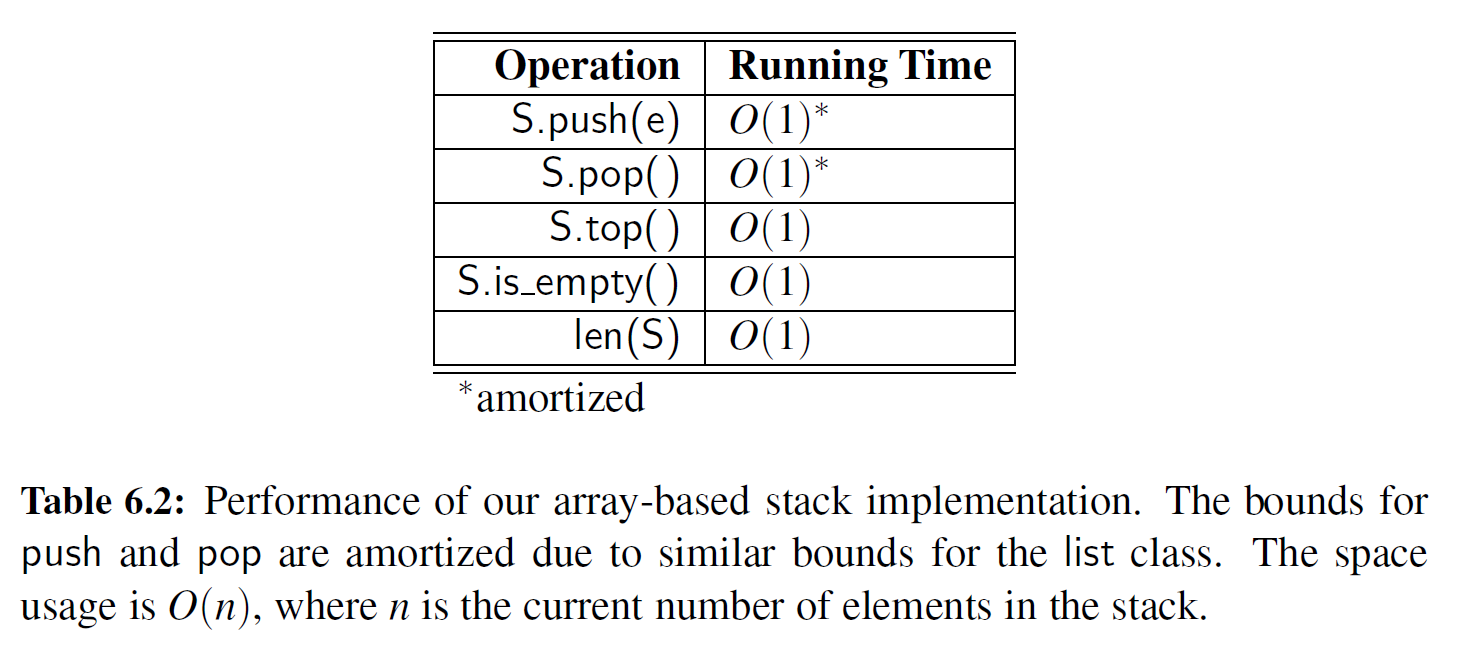 Operation Running Time
S.push(e) O(1)*
S.pop() O(1)*
S.top() O(1)
S.is_empty() O(1)
len(S) O(1)
*amortized
Table 6.2: Performance of our array-based stack implementation. The bounds for
push and pop are amortized due to similar bounds for the list class. The space
usage is O(n), where n is the current number of elements in the stack.